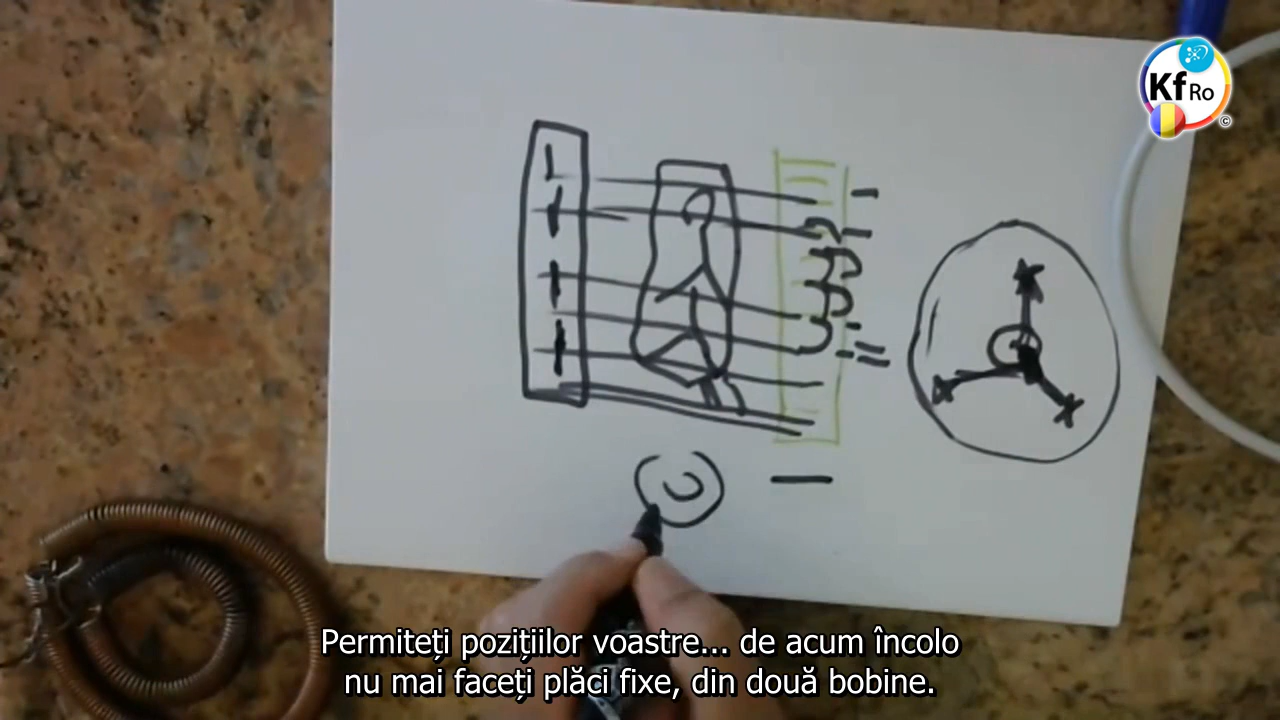 Kf Ro
©
Permiteți pozițiilor voastre... de acum încolo
nu mai faceți plăci fixe, din două bobine.